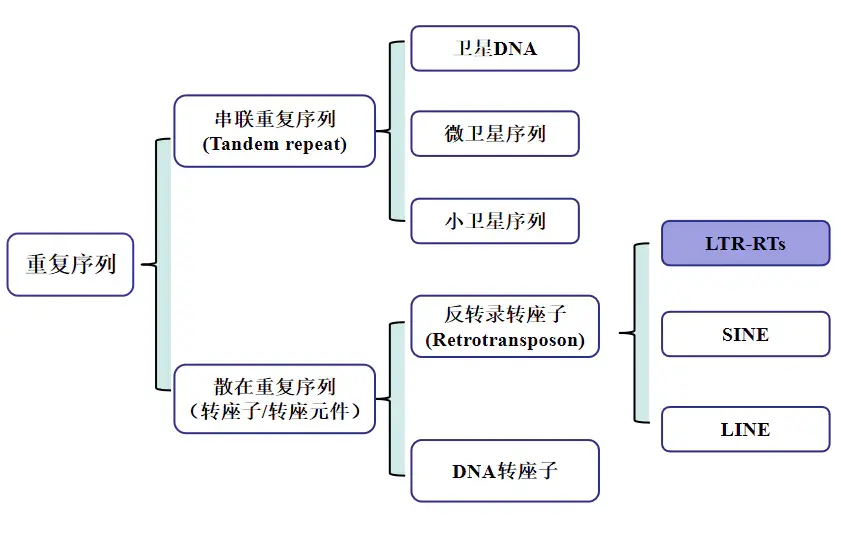 卫星DNA
串联重复序列
(Tandem repeat)
微卫星序列
小卫星序列
重复序列
LTR-RTs
反转录转座子
(Retrotransposon)
SINE
散在重复序列
（转座子/转座元件）
LINE
DNA转座子